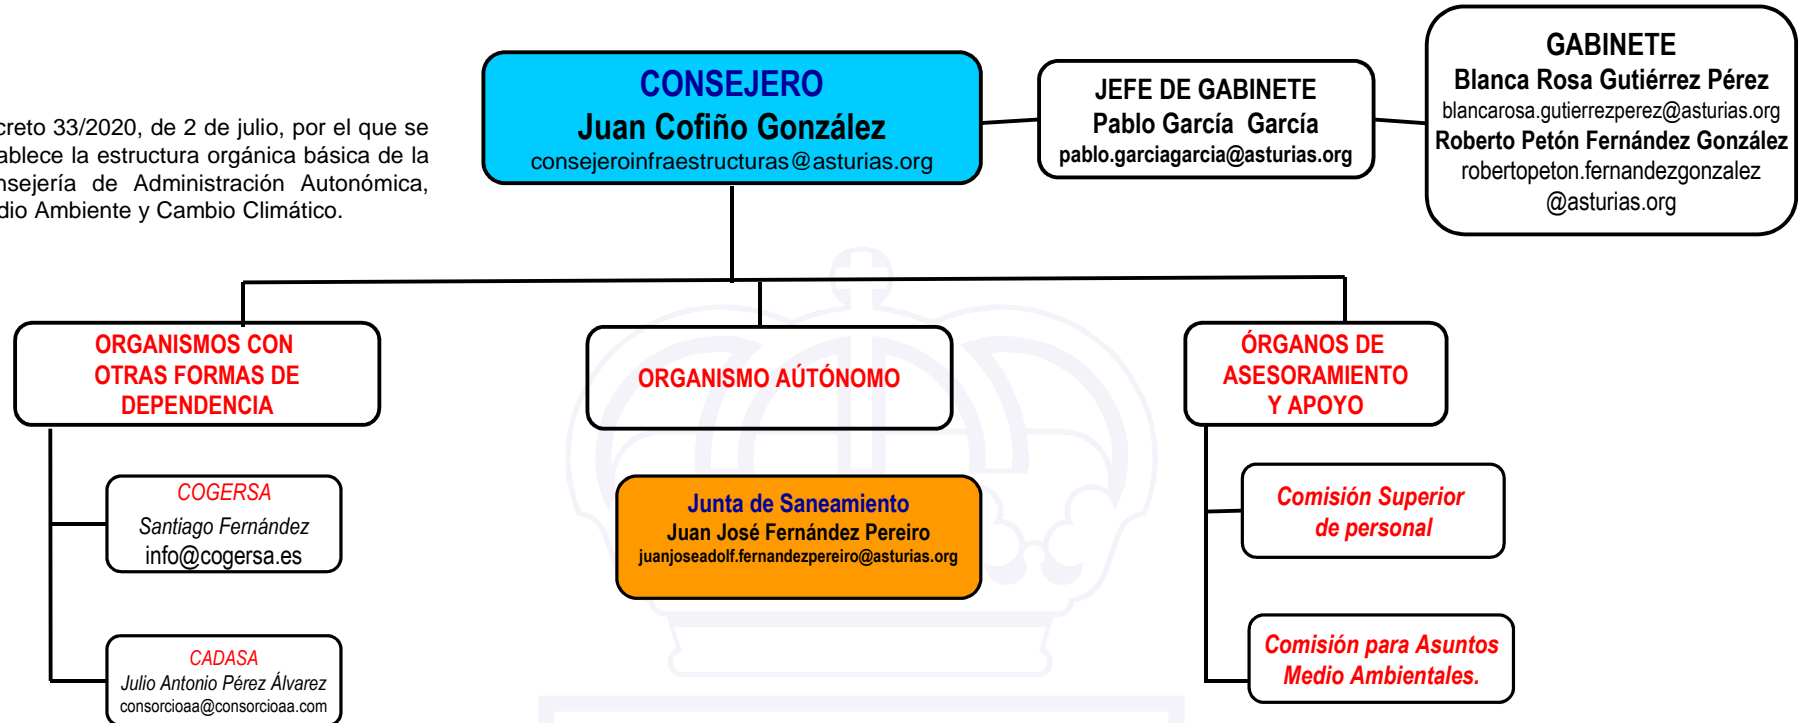 creto 33/2020, de 2 de julio, por el que se
ablece la estructura orgánica básica de la
nsejería de Administración Autonómica,
dio Ambiente y Cambio Climático.
CONSEJERO
Juan Cofiño González
consejeroinfraestructuras@asturias.org
JEFE DE GABINETE
Pablo García García
pablo.garciagarcia@asturias.org
GABINETE
Blanca Rosa Gutiérrez Pérez
blancarosa.gutierrezperez@asturias.org
Roberto Petón Fernández González
robertopeton.fernandezgonzalez
@asturias.org
ORGANISMOS CON
OTRAS FORMAS DE
DEPENDENCIA
COGERSA
Santiago Fernández
info@cogersa.es
CADASA
Julio Antonio Pérez Álvarez
consorcioaa@consorcioaa.com
ORGANISMO AÚTÓNOMO
Junta de Saneamiento
Juan José Fernández Pereiro
juanjoseadolf.fernandezpereiro@asturias.org
ÓRGANOS DE
ASESORAMIENTO
Y APOYO
Comisión Superior
de personal
Comisión para Asuntos
Medio Ambientales.